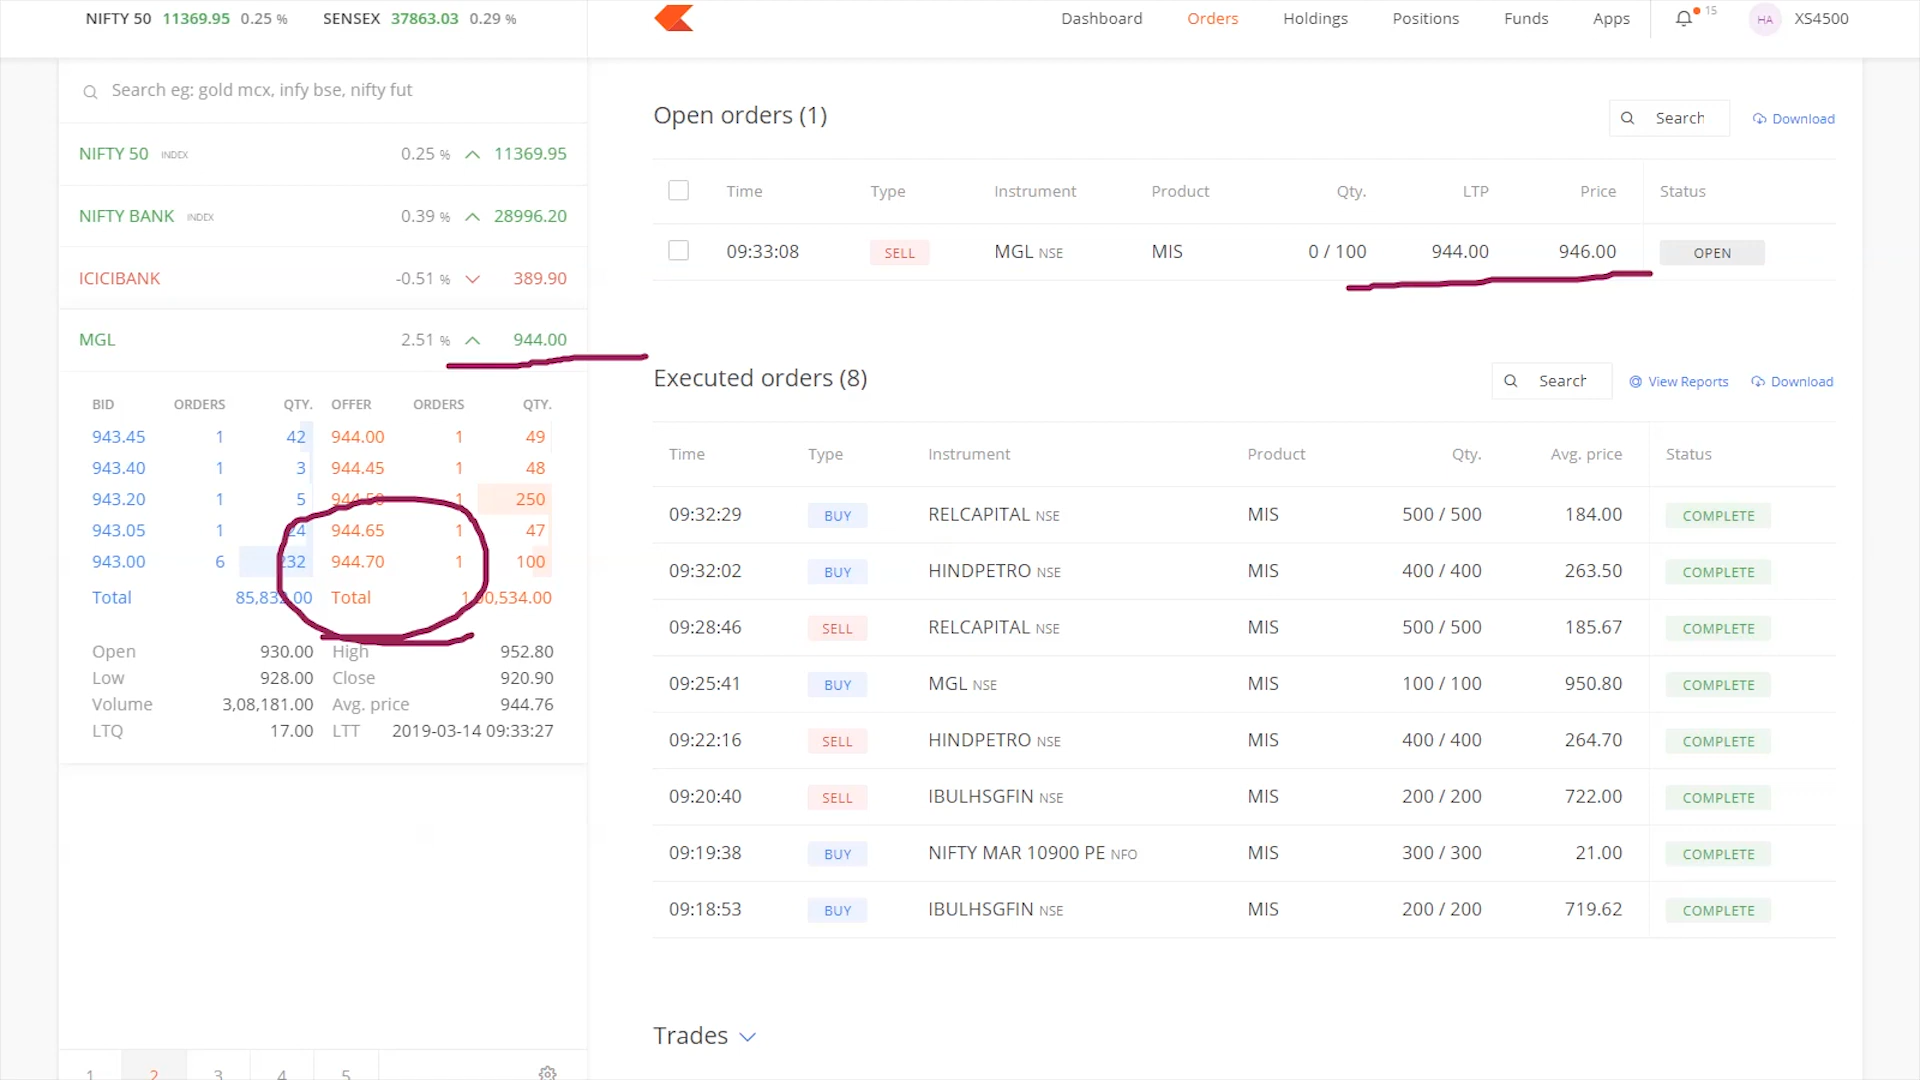 NIFTY 50 11369.95 0.25 % SENSEX 37863.03 0.29 %
Dashboard Orders Holdings Positions Funds Apps 15 HA XS4500
Search eg: gold mcx, infy bse, nifty fut
NIFTY 50 INDEX 0.25 % 11369.95
NIFTY BANK INDEX 0.39 % 28996.20
ICICIBANK -0.51 % 389.90
MGL 2.51 % 944.00
BID ORDERS QTY. OFFER ORDERS QTY.
943.45 1 42 944.00 1 49
943.40 1 3 944.45 1 48
943.20 1 5 944.50 1 250
943.05 1 24 944.65 1 47
943.00 6 232 944.70 1 100
Total 85,832.00 Total 1,00,534.00
Open 930.00 High 952.80
Low 928.00 Close 920.90
Volume 3,08,181.00 Avg. price 944.76
LTQ 17.00 LTT 2019-03-14 09:33:27
1 2 3 4 5
Open orders (1) Search Download
Time Type Instrument Product Qty. LTP Price Status
09:33:08 SELL MGL NSE MIS 0 / 100 944.00 946.00 OPEN
Executed orders (8) Search View Reports Download
Time Type Instrument Product Qty. Avg. price Status
09:32:29 BUY RELCAPITAL NSE MIS 500 / 500 184.00 COMPLETE
09:32:02 BUY HINDPETRO NSE MIS 400 / 400 263.50 COMPLETE
09:28:46 SELL RELCAPITAL NSE MIS 500 / 500 185.67 COMPLETE
09:25:41 BUY MGL NSE MIS 100 / 100 950.80 COMPLETE
09:22:16 SELL HINDPETRO NSE MIS 400 / 400 264.70 COMPLETE
09:20:40 SELL IBULHSGFIN NSE MIS 200 / 200 722.00 COMPLETE
09:19:38 BUY NIFTY MAR 10900 PE NFO MIS 300 / 300 21.00 COMPLETE
09:18:53 BUY IBULHSGFIN NSE MIS 200 / 200 719.62 COMPLETE
Trades